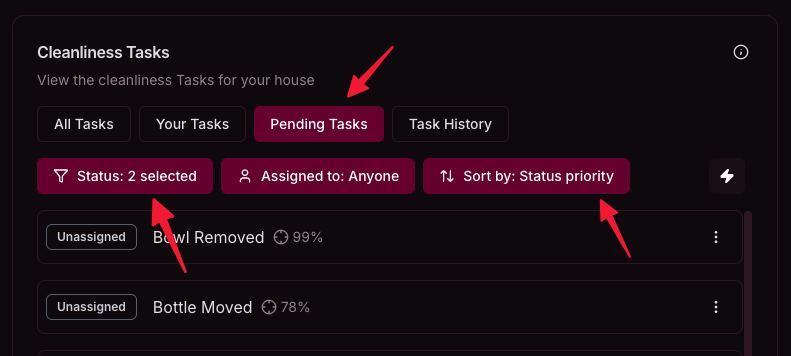 Cleanliness Tasks
View the cleanliness Tasks for your house
All Tasks Your Tasks Pending Tasks Task History
Status: 2 selected Assigned to: Anyone Sort by: Status priority
Unassigned Bowl Removed 99%
Unassigned Bottle Moved 78%